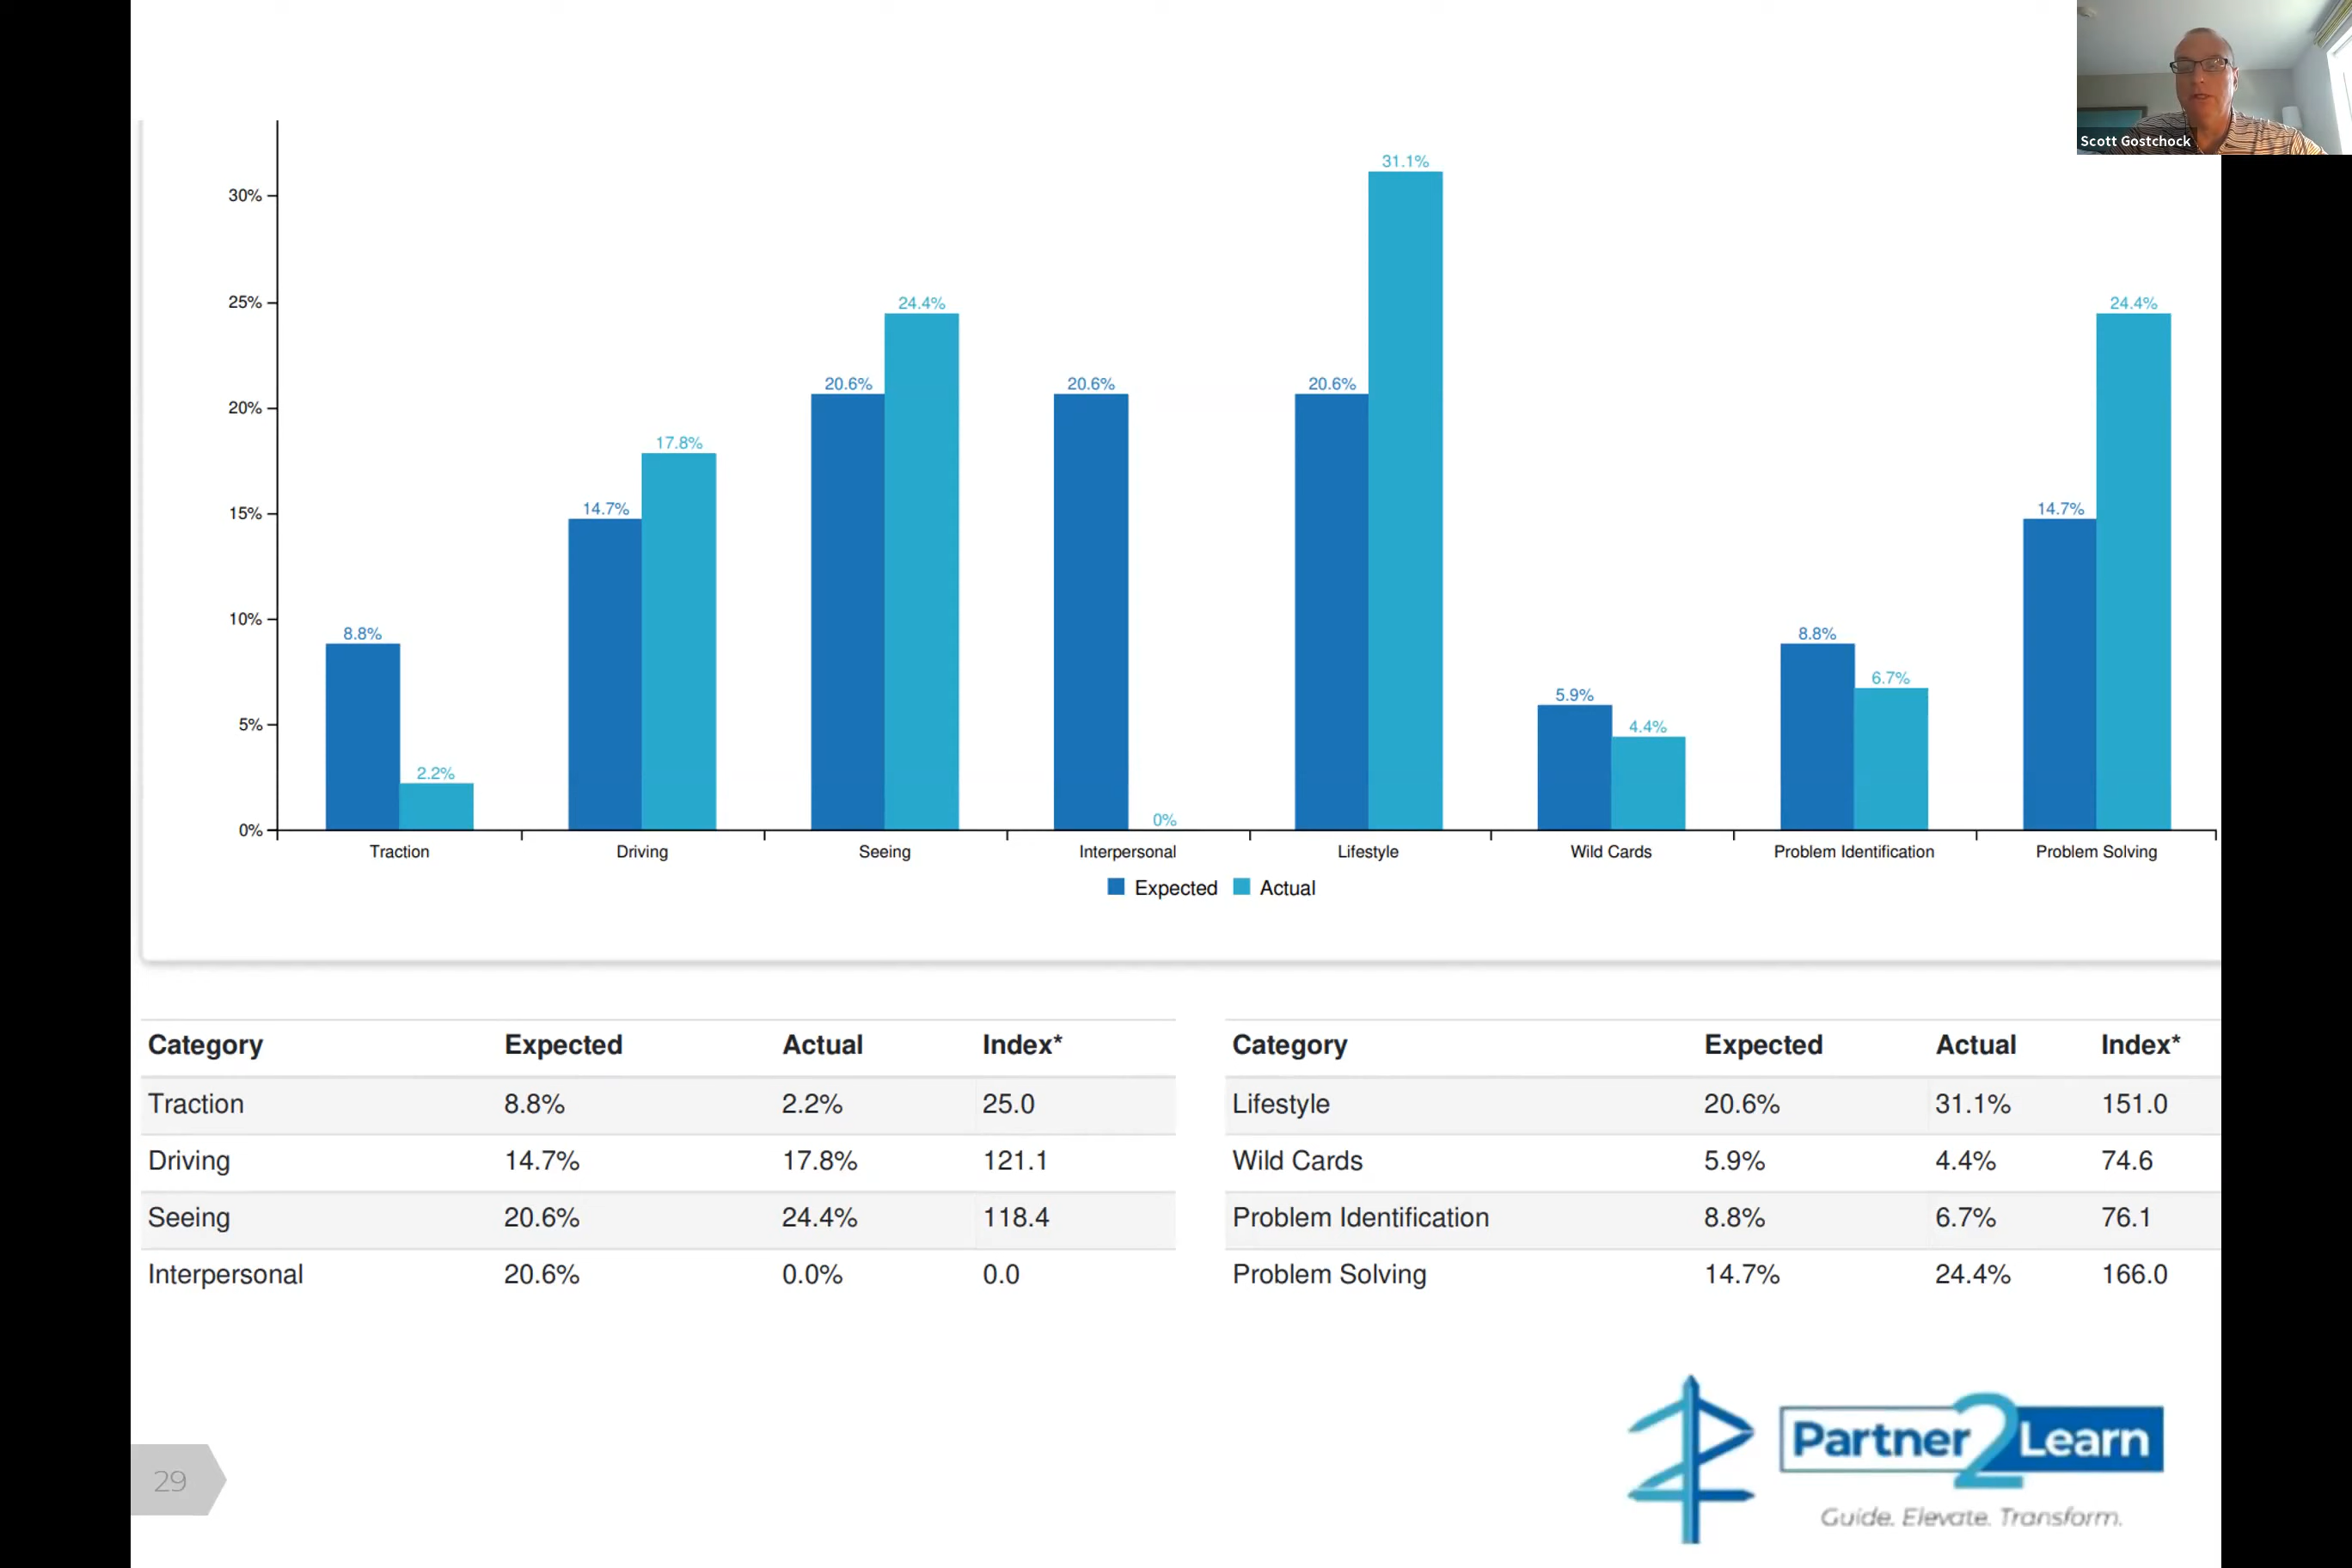 Scott Gostchock
31.1%
30%
25%
24.4%
24.4%
20.6%
20.6%
20.6%
20%
17.8%
15%
14.7%
14.7%
10%
8.8%
8.8%
6.7%
5.9%
5%
4.4%
2.2%
0%
0%
Traction Driving Seeing Interpersonal Lifestyle Wild Cards Problem Identification Problem Solving
Expected Actual
Category Expected Actual Index*
Traction 8.8% 2.2% 25.0
Driving 14.7% 17.8% 121.1
Seeing 20.6% 24.4% 118.4
Interpersonal 20.6% 0.0% 0.0
Category Expected Actual Index*
Lifestyle 20.6% 31.1% 151.0
Wild Cards 5.9% 4.4% 74.6
Problem Identification 8.8% 6.7% 76.1
Problem Solving 14.7% 24.4% 166.0
29
Partner2Learn
Guide. Elevate. Transform.